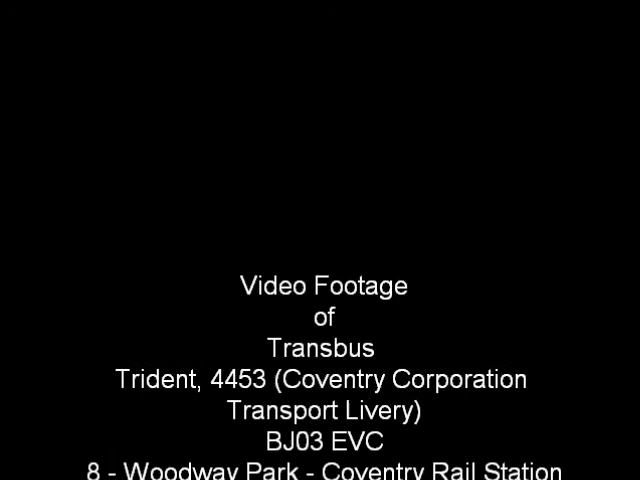 Video Footage
of
Transbus
Trident, 4453 (Coventry Corporation
Transport Livery)
BJ03 EVC
8 - Woodway Park - Coventry Rail Station